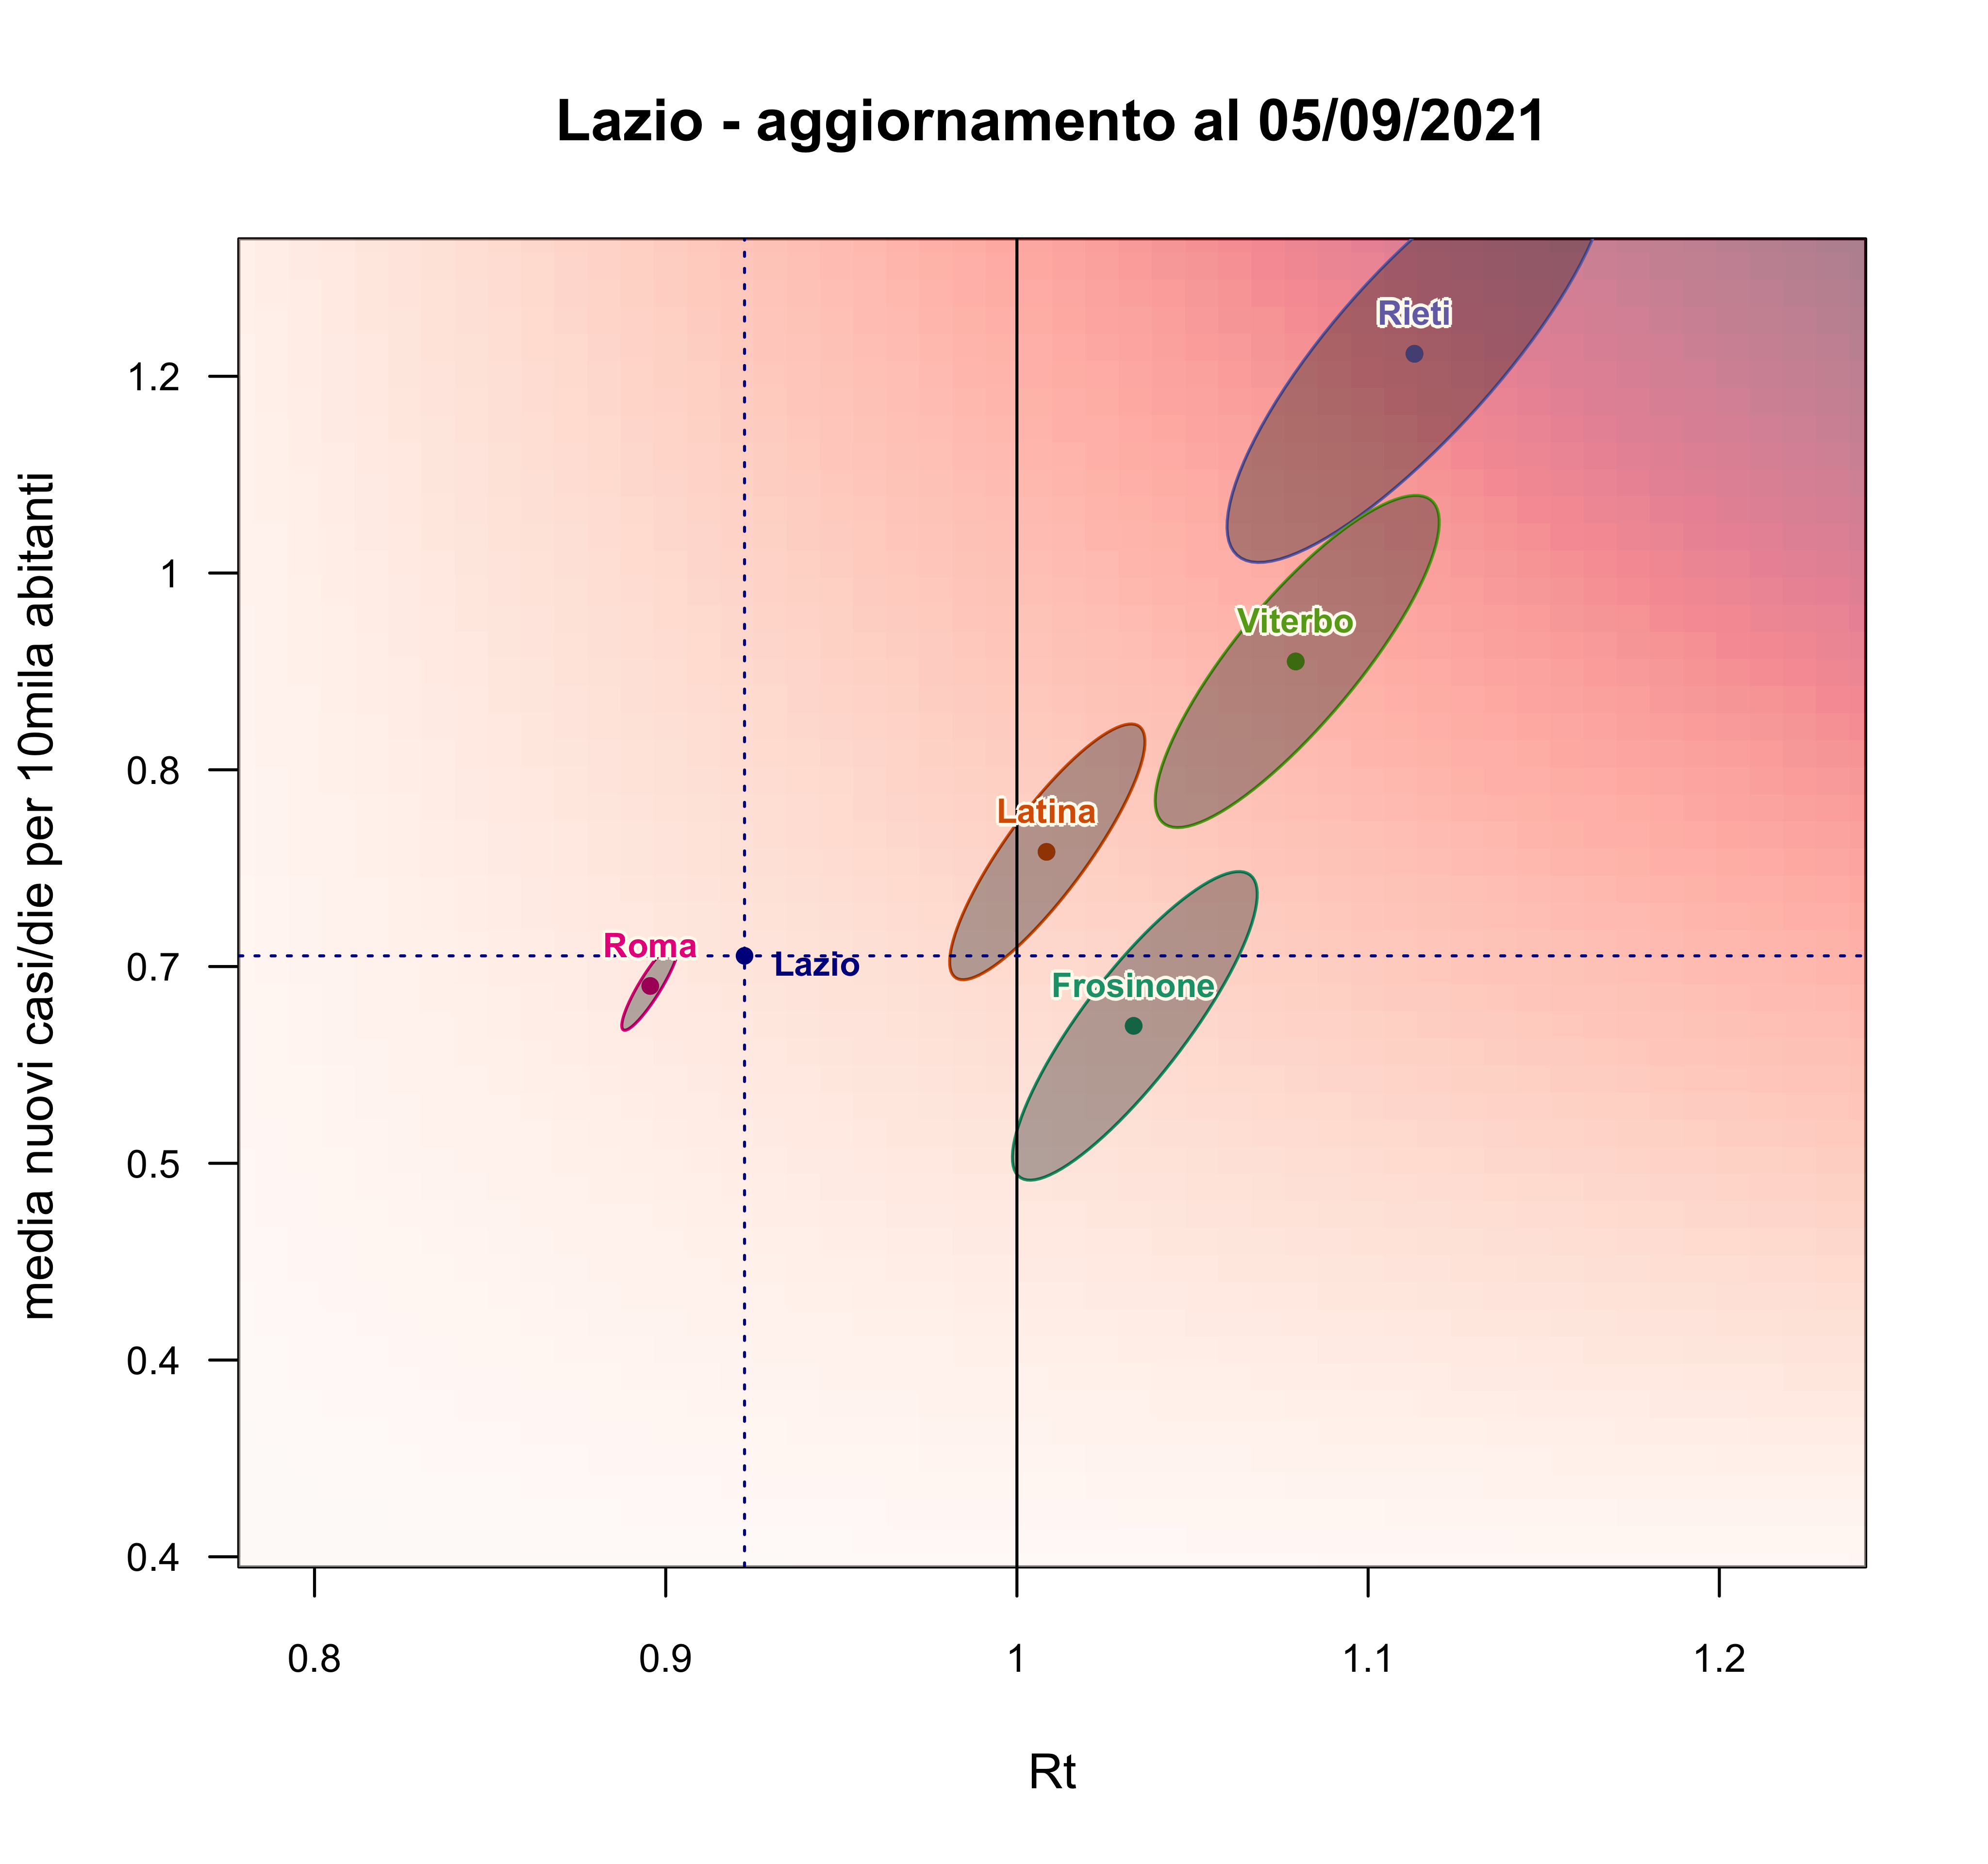 Lazio - aggiornamento al 05/09/2021
media nuovi casi/die per 10mila abitanti
1.2
1
0.8
0.7
0.5
0.4
0.4
Rieti
Viterbo
Latina
Roma
Lazio
Frosinone
0.8
0.9
1
1.1
1.2
Rt